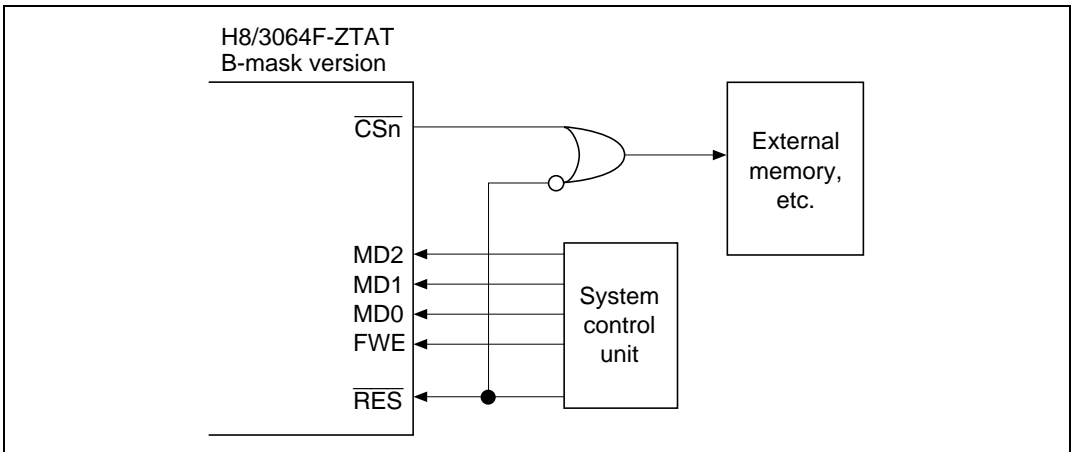 H8/3064F-ZTAT
B-mask version
CSn
External
memory,
etc.
MD2
MD1
MD0
FWE
RES
System
control
unit